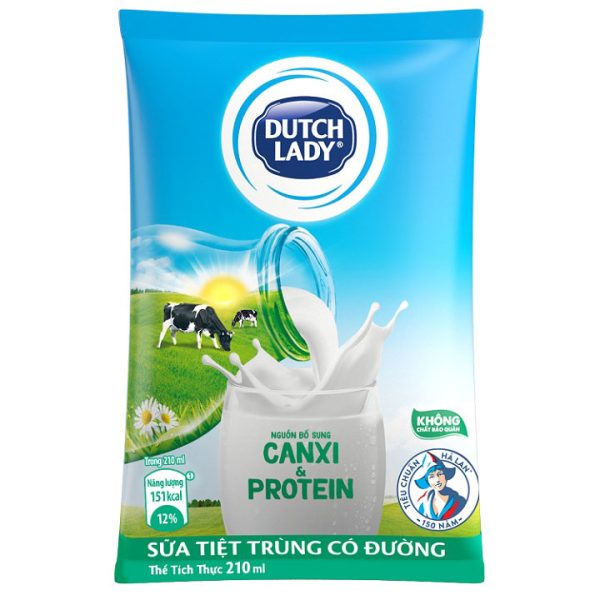 DUTCH
LADY®
NGUỒN BỔ SUNG
CANXI
&
PROTEIN
KHÔNG
CHẤT BẢO QUẢN
Trong 210 ml
Năng lượng
151kcal
12%
TIÊU CHUẨN HÀ LAN
150 NĂM
SỮA TIỆT TRÙNG CÓ ĐƯỜNG
Thể Tích Thực 210 ml